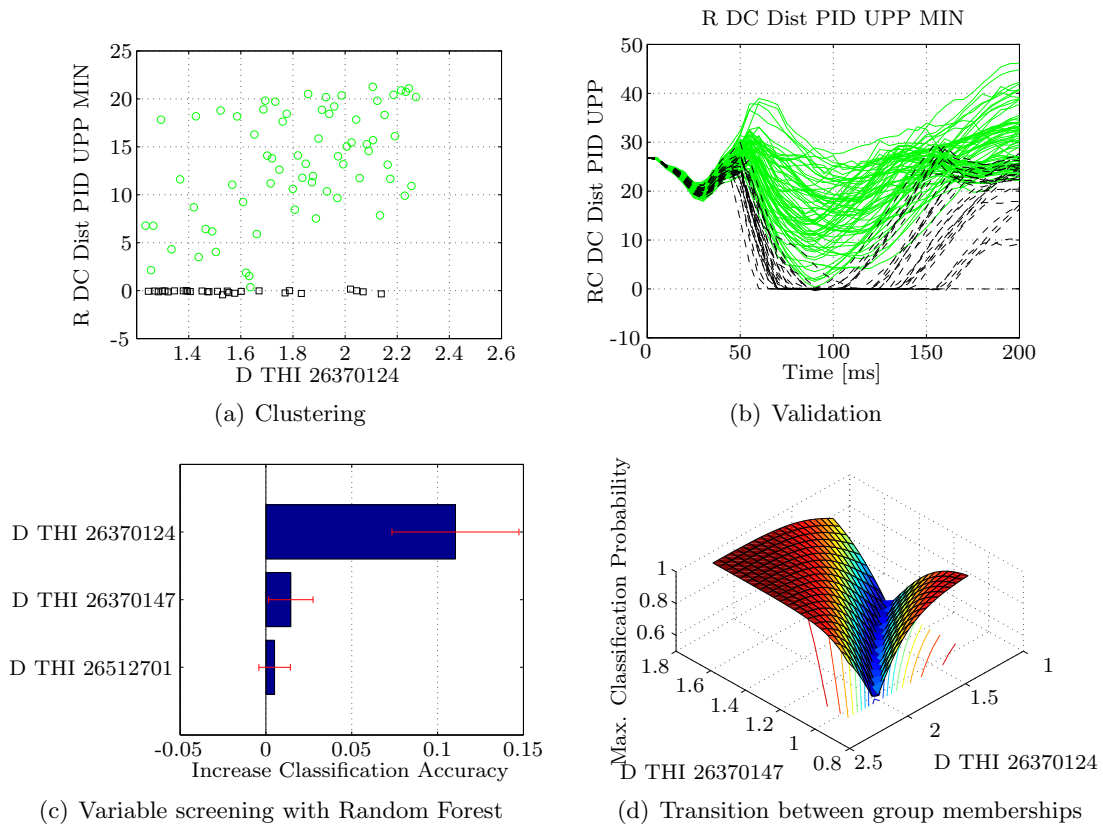 R DC Dist PID UPP MIN
25
20
15
10
5
0
-5
1.4 1.6 1.8 2 2.2 2.4 2.6
D THI 26370124
R DC Dist PID UPP MIN
(a) Clustering
50
40
30
20
10
0
-10
0 50 100 150 200
Time [ms]
RC DC Dist PID UPP
(b) Validation
D THI 26370124
D THI 26370147
D THI 26512701
-0.05 0 0.05 0.1 0.15
Increase Classification Accuracy
(c) Variable screening with Random Forest
Max. Classification Probability
1
0.8
0.6
1.8
1.6
1.4
1.2
1
0.8
2.5
2
1.5
1
D THI 26370147
D THI 26370124
(d) Transition between group memberships